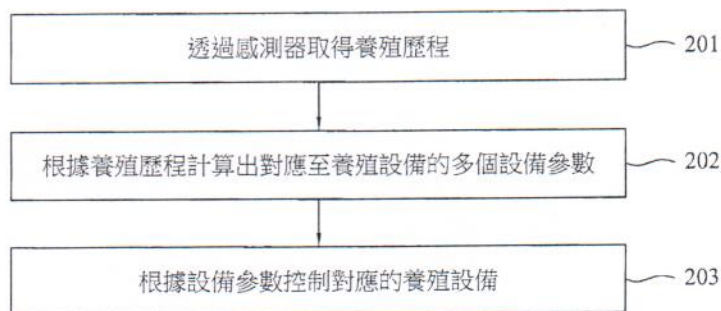 透過感測器取得養殖歷程
201
根據養殖歷程計算出對應至養殖設備的多個設備參數
202
根據設備參數控制對應的養殖設備
203